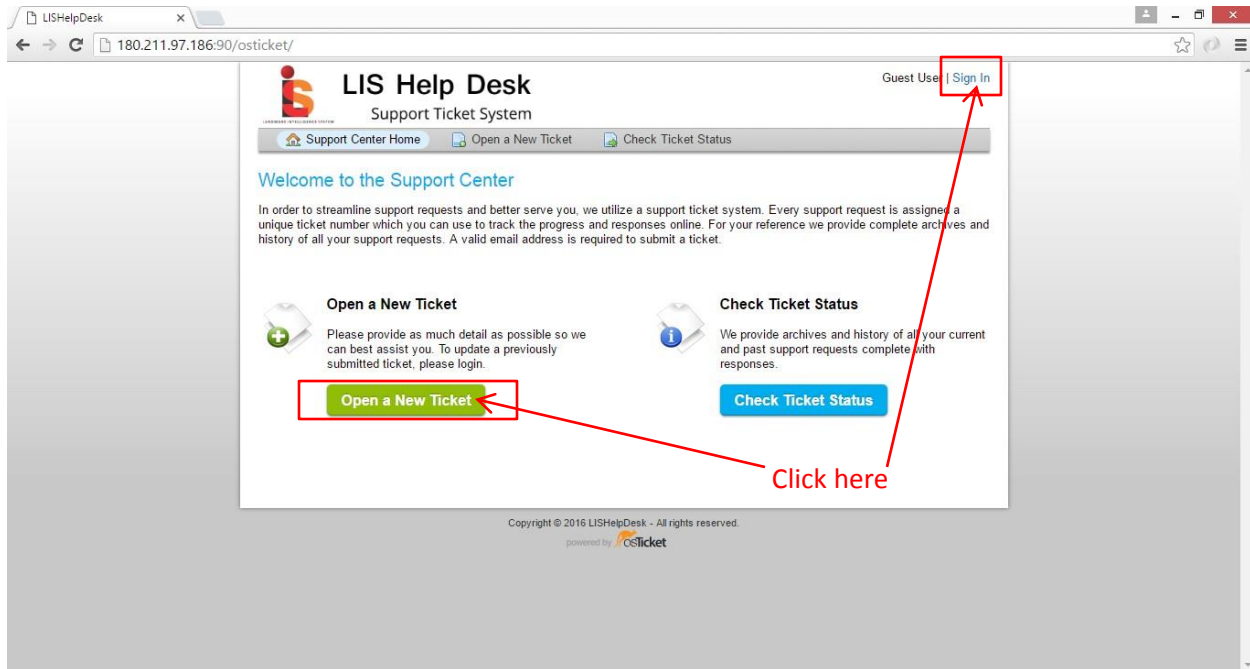 LISHelpDesk
180.211.97.186:90/osticket/
LIS Help Desk
Support Ticket System
Guest User | Sign In
Support Center Home Open a New Ticket Check Ticket Status
Welcome to the Support Center
In order to streamline support requests and better serve you, we utilize a support ticket system. Every support request is assigned a
unique ticket number which you can use to track the progress and responses online. For your reference we provide complete archives and
history of all your support requests. A valid email address is required to submit a ticket.
Open a New Ticket
Please provide as much detail as possible so we
can best assist you. To update a previously
submitted ticket, please login.
Open a New Ticket
Check Ticket Status
We provide archives and history of all your current
and past support requests complete with
responses.
Check Ticket Status
Click here
Copyright © 2016 LISHelpDesk - All rights reserved.
powered by osTicket